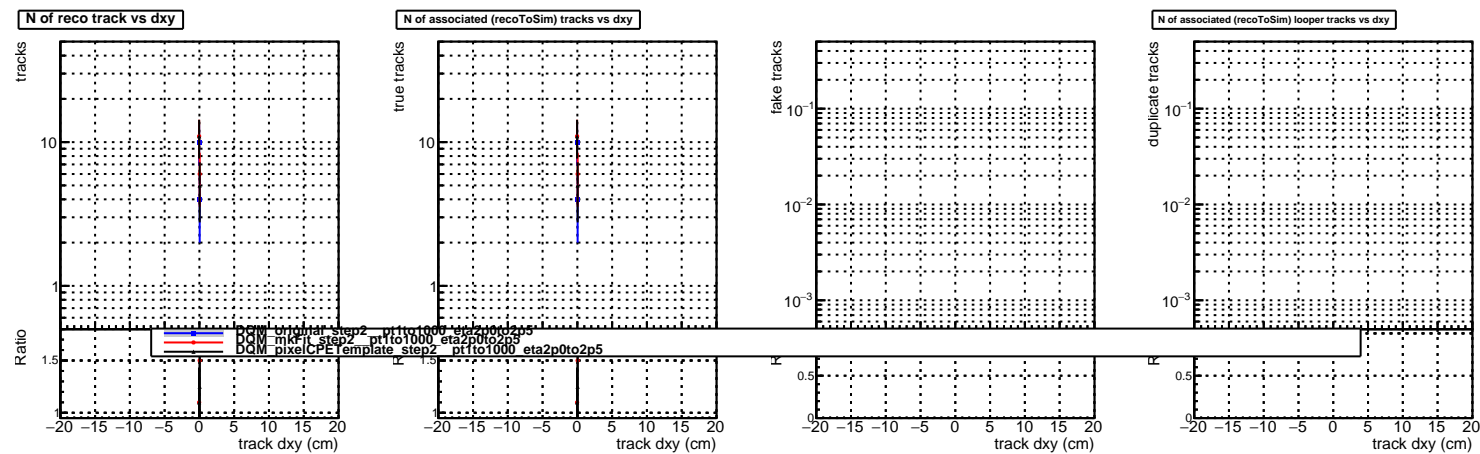 N of reco track vs dxy
N of associated (recoToSim) tracks vs dxy
N of associated (recoToSim) looper tracks vs dxy
tracks
10
1
Ratio
1.5
1
−20 −15 −10 −5 0 5 10 15 20
track dxy (cm)
true tracks
10
1
1.5
1
−20 −15 −10 −5 0 5 10 15 20
track dxy (cm)
fake tracks
10−1
10−2
10−3
0.5
0
−20 −15 −10 −5 0 5 10 15 20
track dxy (cm)
duplicate tracks
10−1
10−2
10−3
0.5
0
−20 −15 −10 −5 0 5 10 15 20
track dxy (cm)
DQM_original_step2__pt1to1000_eta2p0to2p5
DQM_mkFit_step2__pt1to1000_eta2p0to2p5
DQM_pixelCPETemplate_step2__pt1to1000_eta2p0to2p5